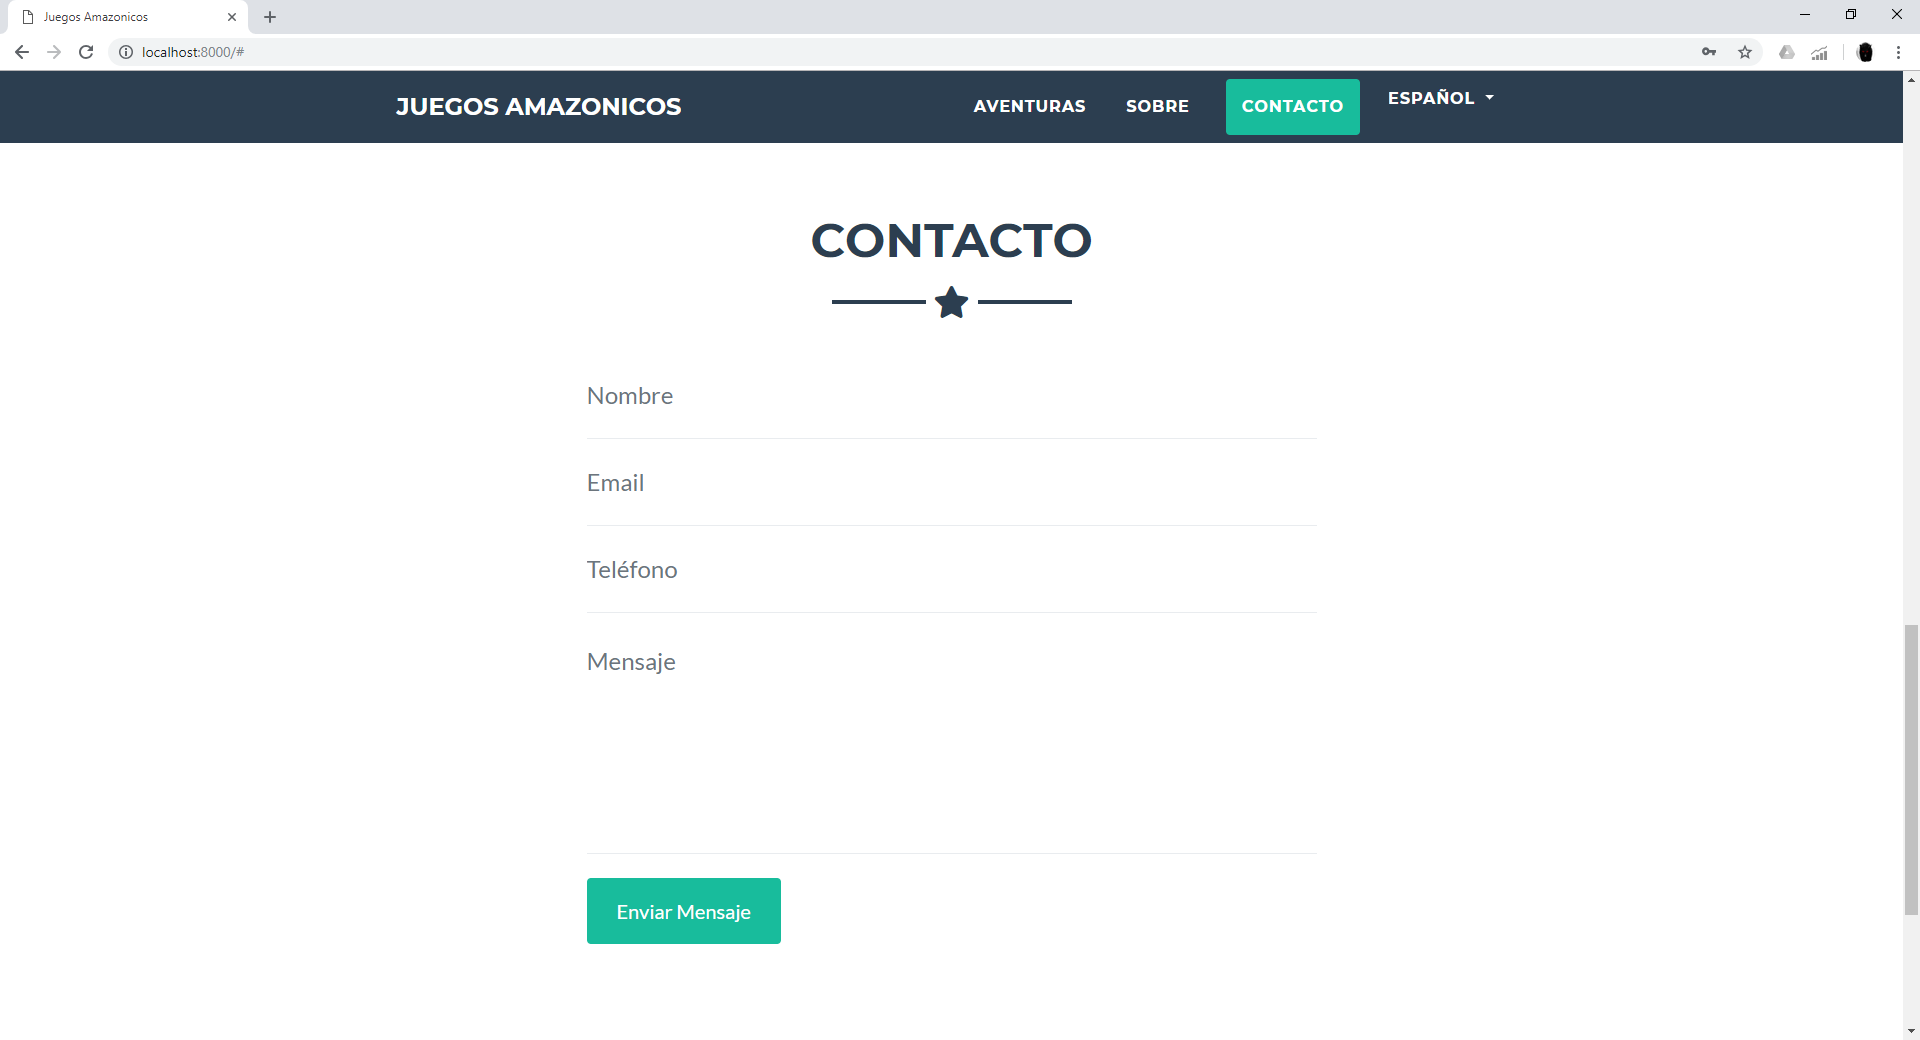 Juegos Amazonicos
localhost:8000/#
JUEGOS AMAZONICOS AVENTURAS SOBRE CONTACTO ESPAÑOL
CONTACTO
Nombre
Email
Teléfono
Mensaje
Enviar Mensaje